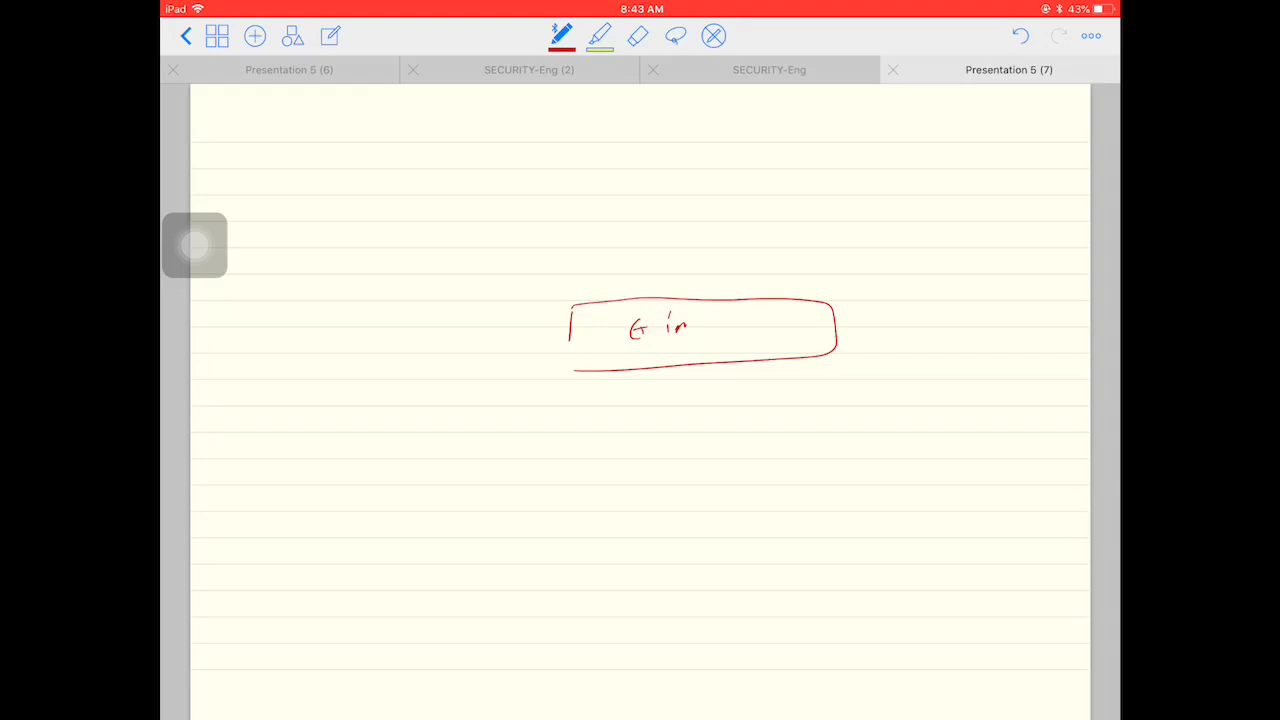 iPad 8:43 AM 43%
Presentation 5 (6) SECURITY-Eng (2) SECURITY-Eng Presentation 5 (7)